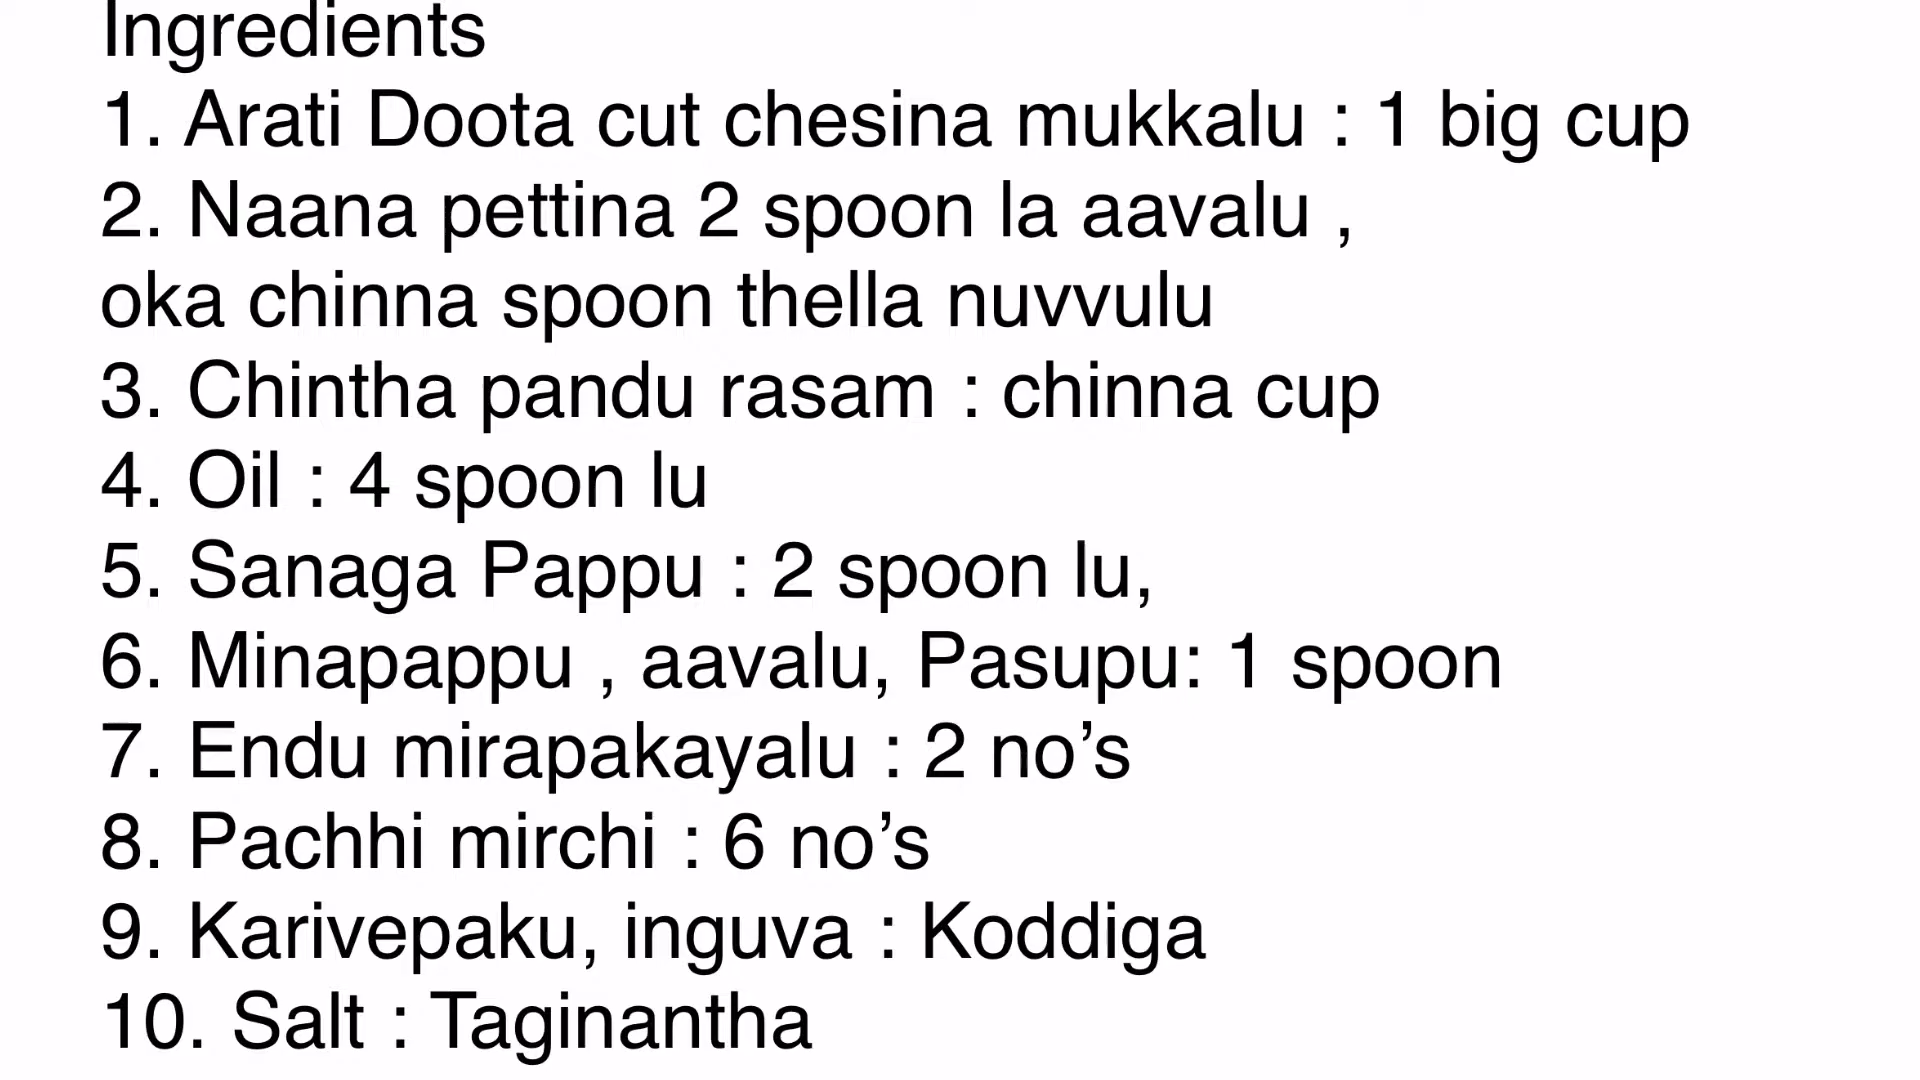 Ingredients
1. Arati Doota cut chesina mukkalu : 1 big cup
2. Naana pettina 2 spoon la aavalu ,
oka chinna spoon thella nuvvulu
3. Chintha pandu rasam : chinna cup
4. Oil : 4 spoon lu
5. Sanaga Pappu : 2 spoon lu,
6. Minapappu , aavalu, Pasupu: 1 spoon
7. Endu mirapakayalu : 2 no’s
8. Pachhi mirchi : 6 no’s
9. Karivepaku, inguva : Koddiga
10. Salt : Taginantha